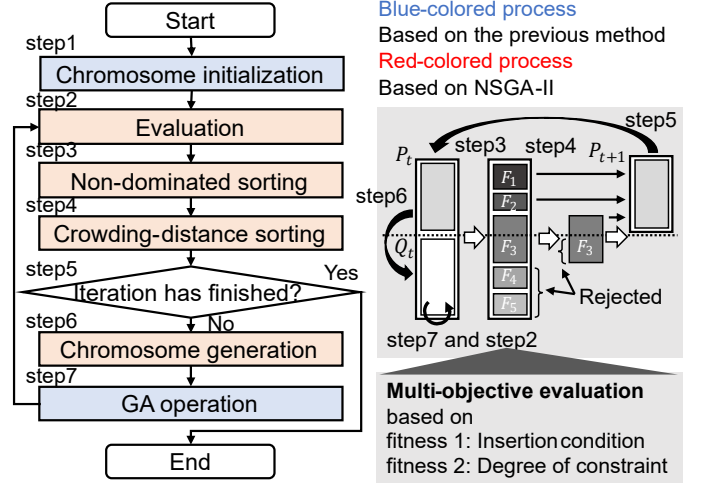 Start
step1
Chromosome initialization
step2
Evaluation
step3
Non-dominated sorting
step4
Crowding-distance sorting
step5
Iteration has finished?
Yes
No
step6
Chromosome generation
step7
GA operation
End
Blue-colored process
Based on the previous method
Red-colored process
Based on NSGA-II
step5
step3 step4
P_t
P_{t+1}
step6
F_1
F_2
F_3
F_3
Q_t
F_4
F_5
Rejected
step7 and step2
Multi-objective evaluation
based on
fitness 1: Insertion condition
fitness 2: Degree of constraint